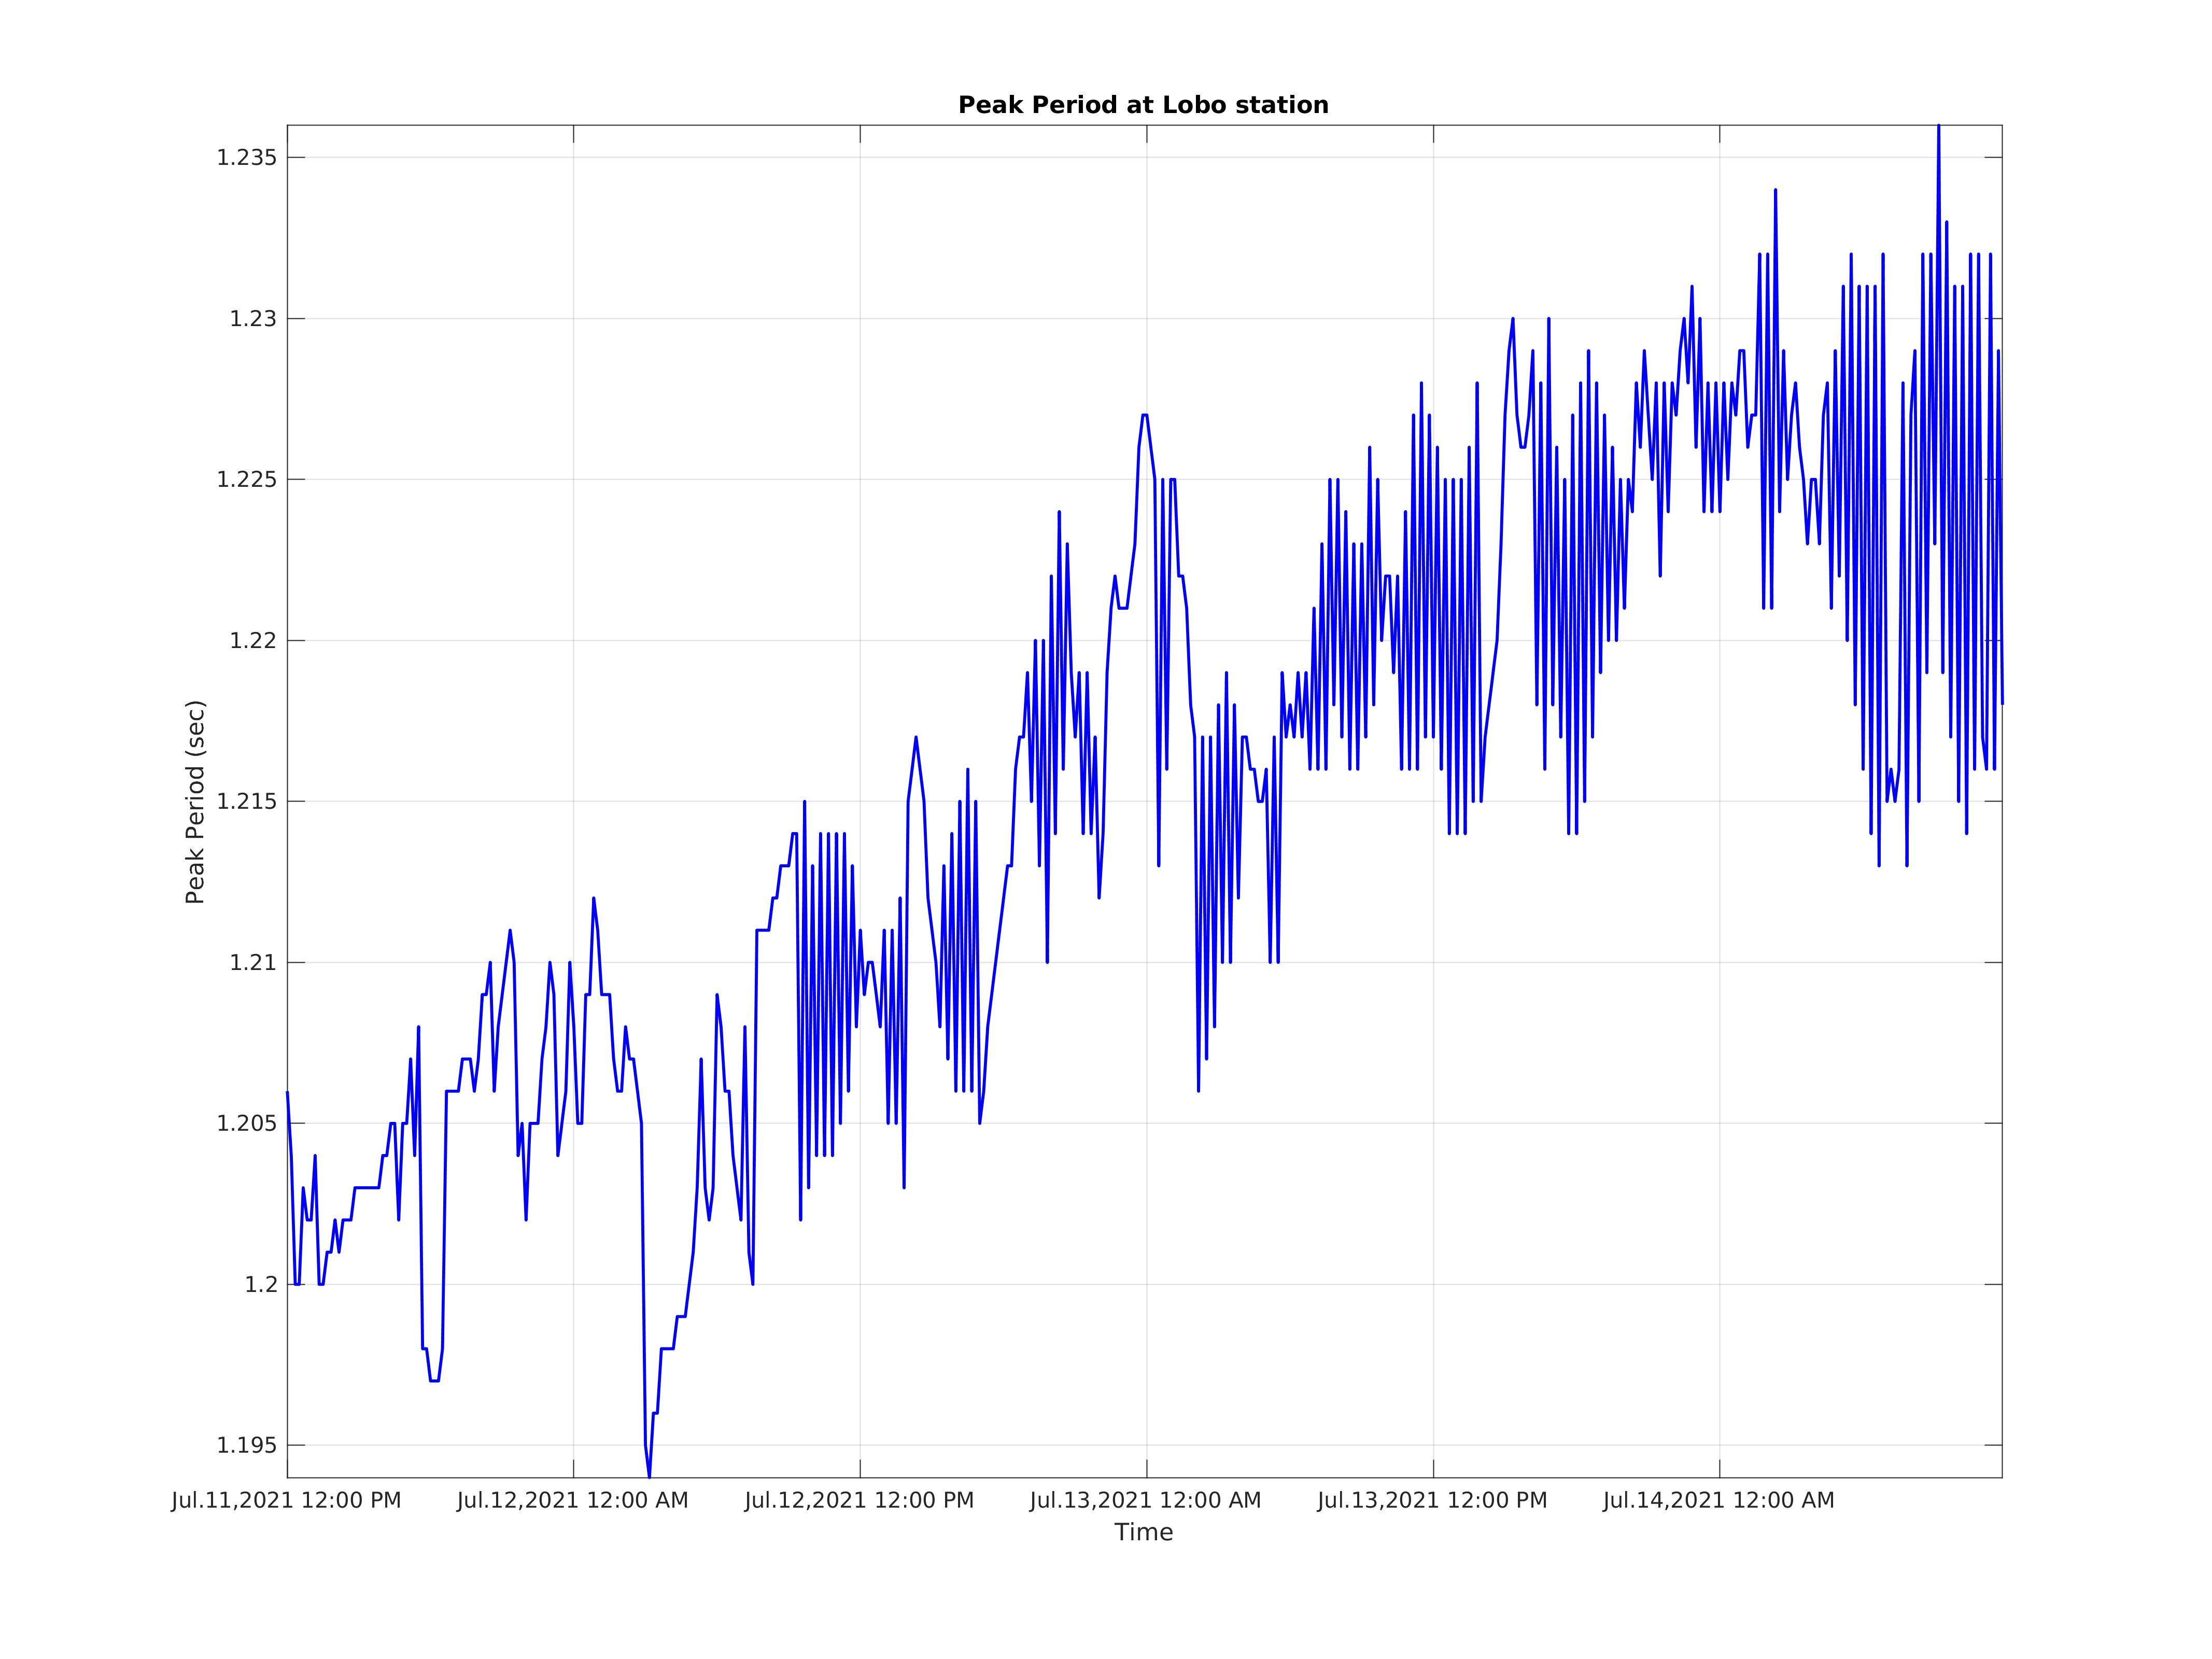 Peak Period at Lobo station
1.235
1.23
1.225
1.22
1.215
1.21
1.205
1.2
1.195
Peak Period (sec)
Jul.11,2021 12:00 PM
Jul.12,2021 12:00 AM
Jul.12,2021 12:00 PM
Jul.13,2021 12:00 AM
Jul.13,2021 12:00 PM
Jul.14,2021 12:00 AM
Time